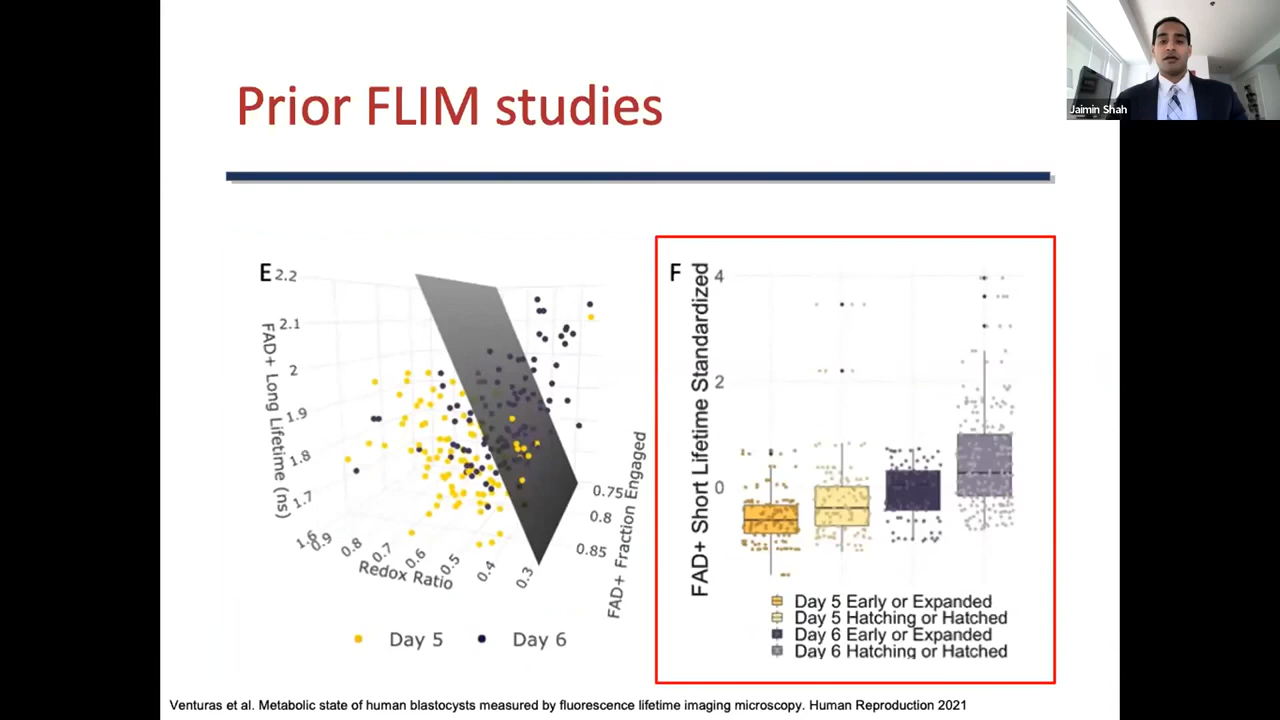 Jaimin Shah
Prior FLIM studies
E
2.2
2.1
2
1.9
1.8
1.7
1.6
FAD+ Long Lifetime (ns)
0.9
0.8
0.7
0.6
0.5
0.4
0.3
Redox Ratio
0.75
0.8
0.85
FAD+ Fraction Engaged
Day 5
Day 6
F
FAD+ Short Lifetime Standardized
4
2
0
Day 5 Early or Expanded
Day 5 Hatching or Hatched
Day 6 Early or Expanded
Day 6 Hatching or Hatched
Venturas et al. Metabolic state of human blastocysts measured by fluorescence lifetime imaging microscopy. Human Reproduction 2021